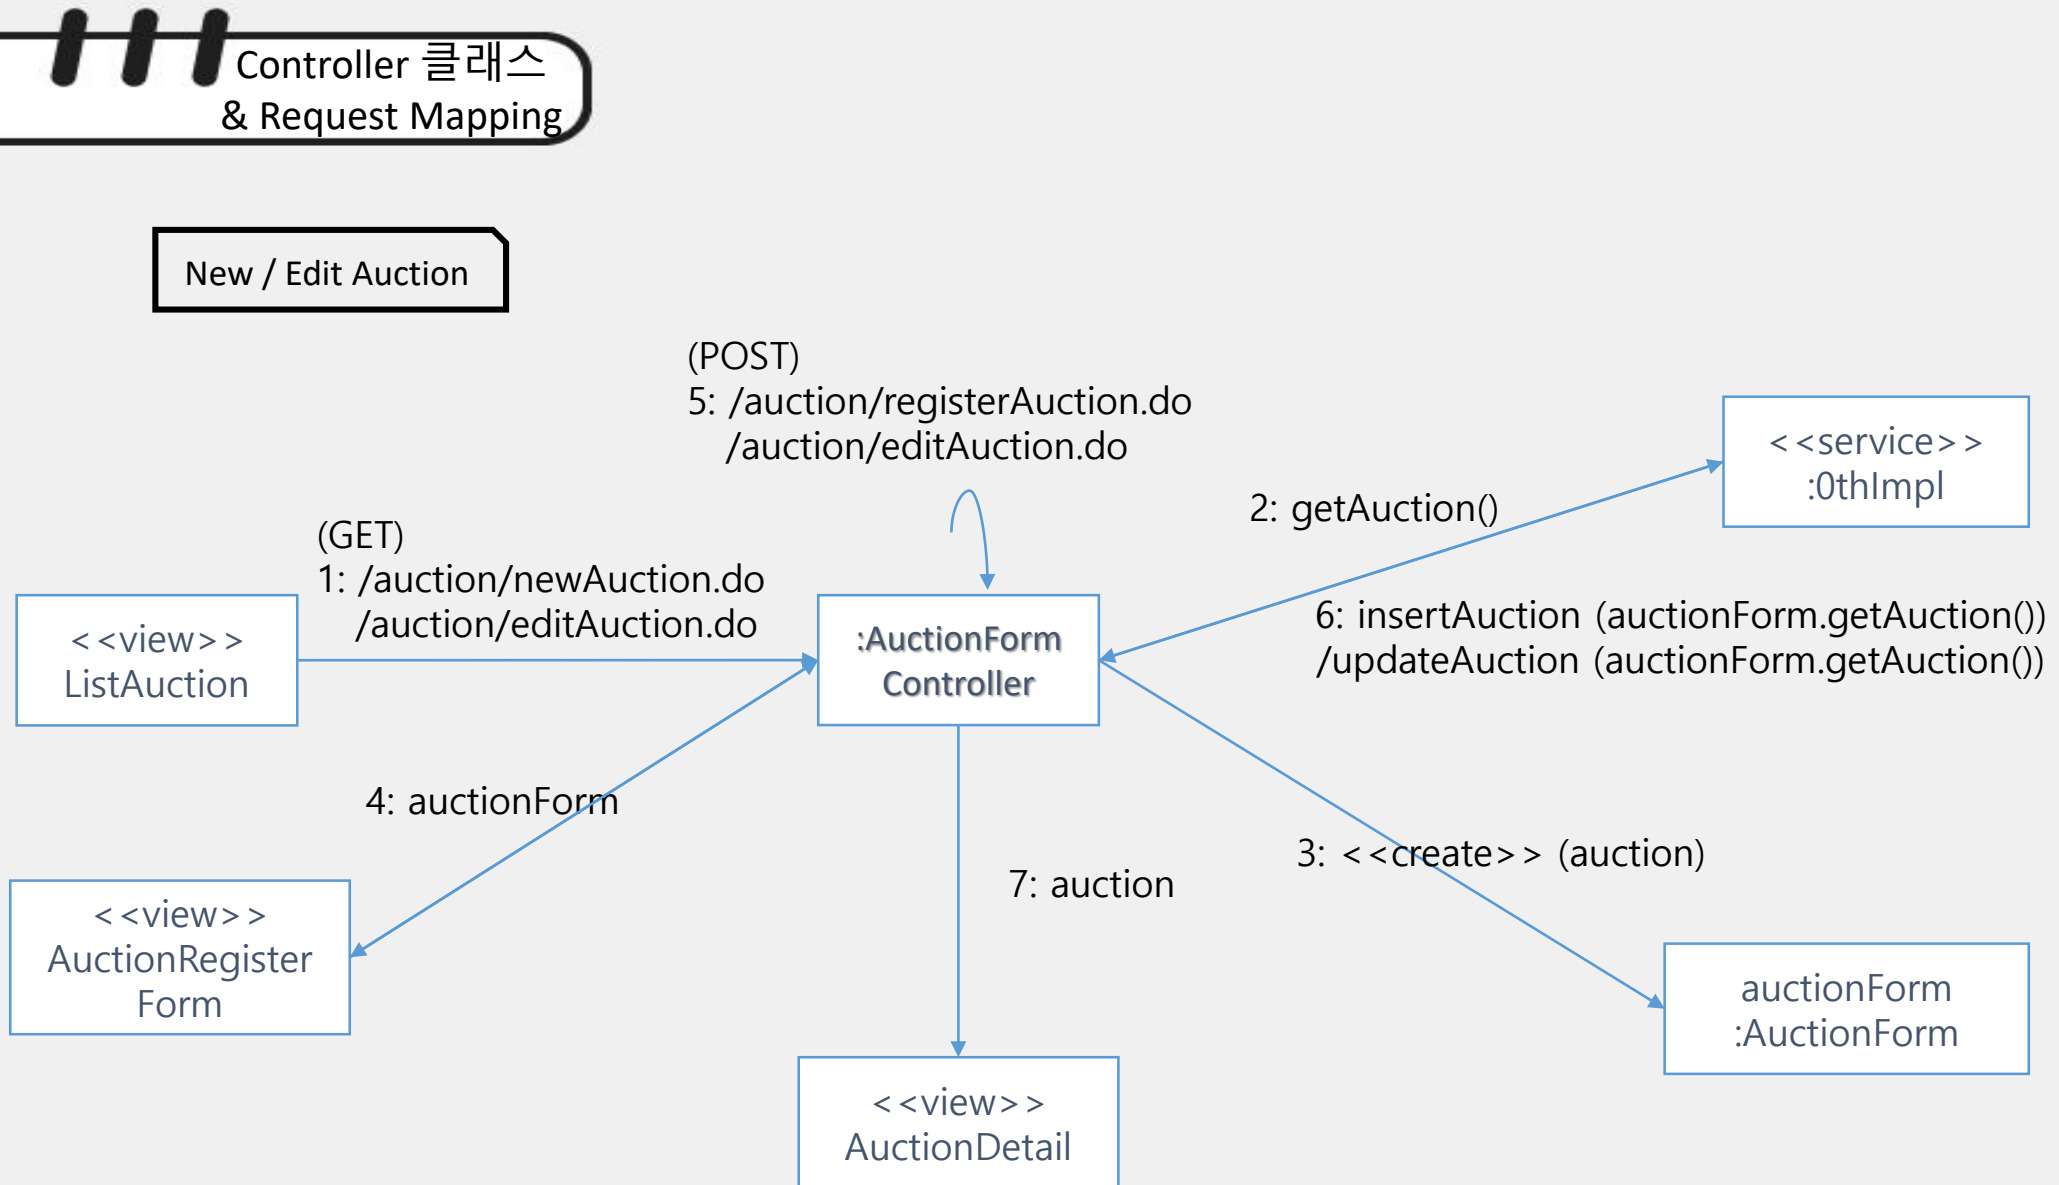 Controller 클래스
& Request Mapping
New / Edit Auction
(POST)
5: /auction/registerAuction.do
/auction/editAuction.do
<<service>>
:0thImpl
2: getAuction()
(GET)
1: /auction/newAuction.do
/auction/editAuction.do
<<view>>
ListAuction
:AuctionForm
Controller
6: insertAuction (auctionForm.getAuction())
/updateAuction (auctionForm.getAuction())
4: auctionForm
3: <<create>> (auction)
7: auction
<<view>>
AuctionRegister
Form
auctionForm
:AuctionForm
<<view>>
AuctionDetail